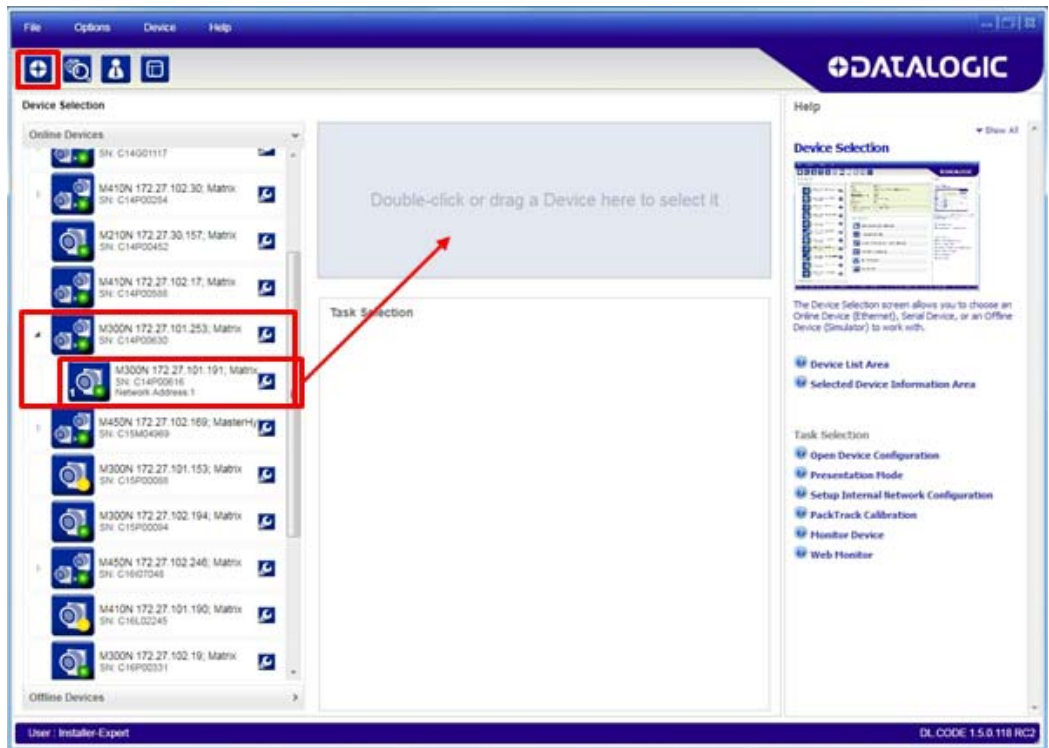 File Options Device Help
DATALOGIC
Device Selection
Online Devices
SN: C14G01117
M410N 172.27.102.30; Matrix
SN: C14P00264
M210N 172.27.30.157; Matrix
SN: C14P00452
M410N 172.27.102.17; Matrix
SN: C14P00588
M300N 172.27.101.253; Matrix
SN: C14P00630
M300N 172.27.101.191; Matrix
SN: C14P00616
Network Address:1
1
M450N 172.27.102.169; MasterHy
SN: C15M04969
M300N 172.27.101.153; Matrix
SN: C15P00088
M300N 172.27.102.194; Matrix
SN: C15P00094
M450N 172.27.102.246; Matrix
SN: C16I07046
M410N 172.27.101.190; Matrix
SN: C16L02245
M300N 172.27.102.19; Matrix
SN: C16P00331
Offline Devices
Double-click or drag a Device here to select it
Task Selection
Help
Show All
Device Selection
The Device Selection screen allows you to choose an
Online Device (Ethernet), Serial Device, or an Offline
Device (Simulator) to work with.
Device List Area
Selected Device Information Area
Task Selection
Open Device Configuration
Presentation Mode
Setup Internal Network Configuration
PackTrack Calibration
Monitor Device
Web Monitor
User : Installer-Expert
DL.CODE 1.5.0.118 RC2